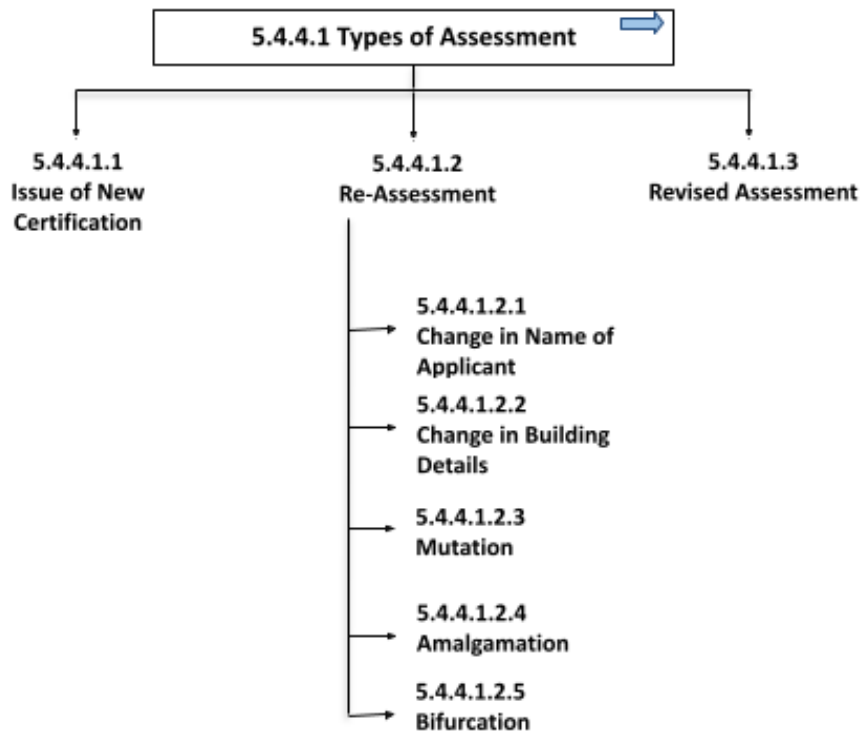 5.4.4.1 Types of Assessment
5.4.4.1.1
Issue of New
Certification
5.4.4.1.2
Re-Assessment
5.4.4.1.3
Revised Assessment
5.4.4.1.2.1
Change in Name of
Applicant
5.4.4.1.2.2
Change in Building
Details
5.4.4.1.2.3
Mutation
5.4.4.1.2.4
Amalgamation
5.4.4.1.2.5
Bifurcation